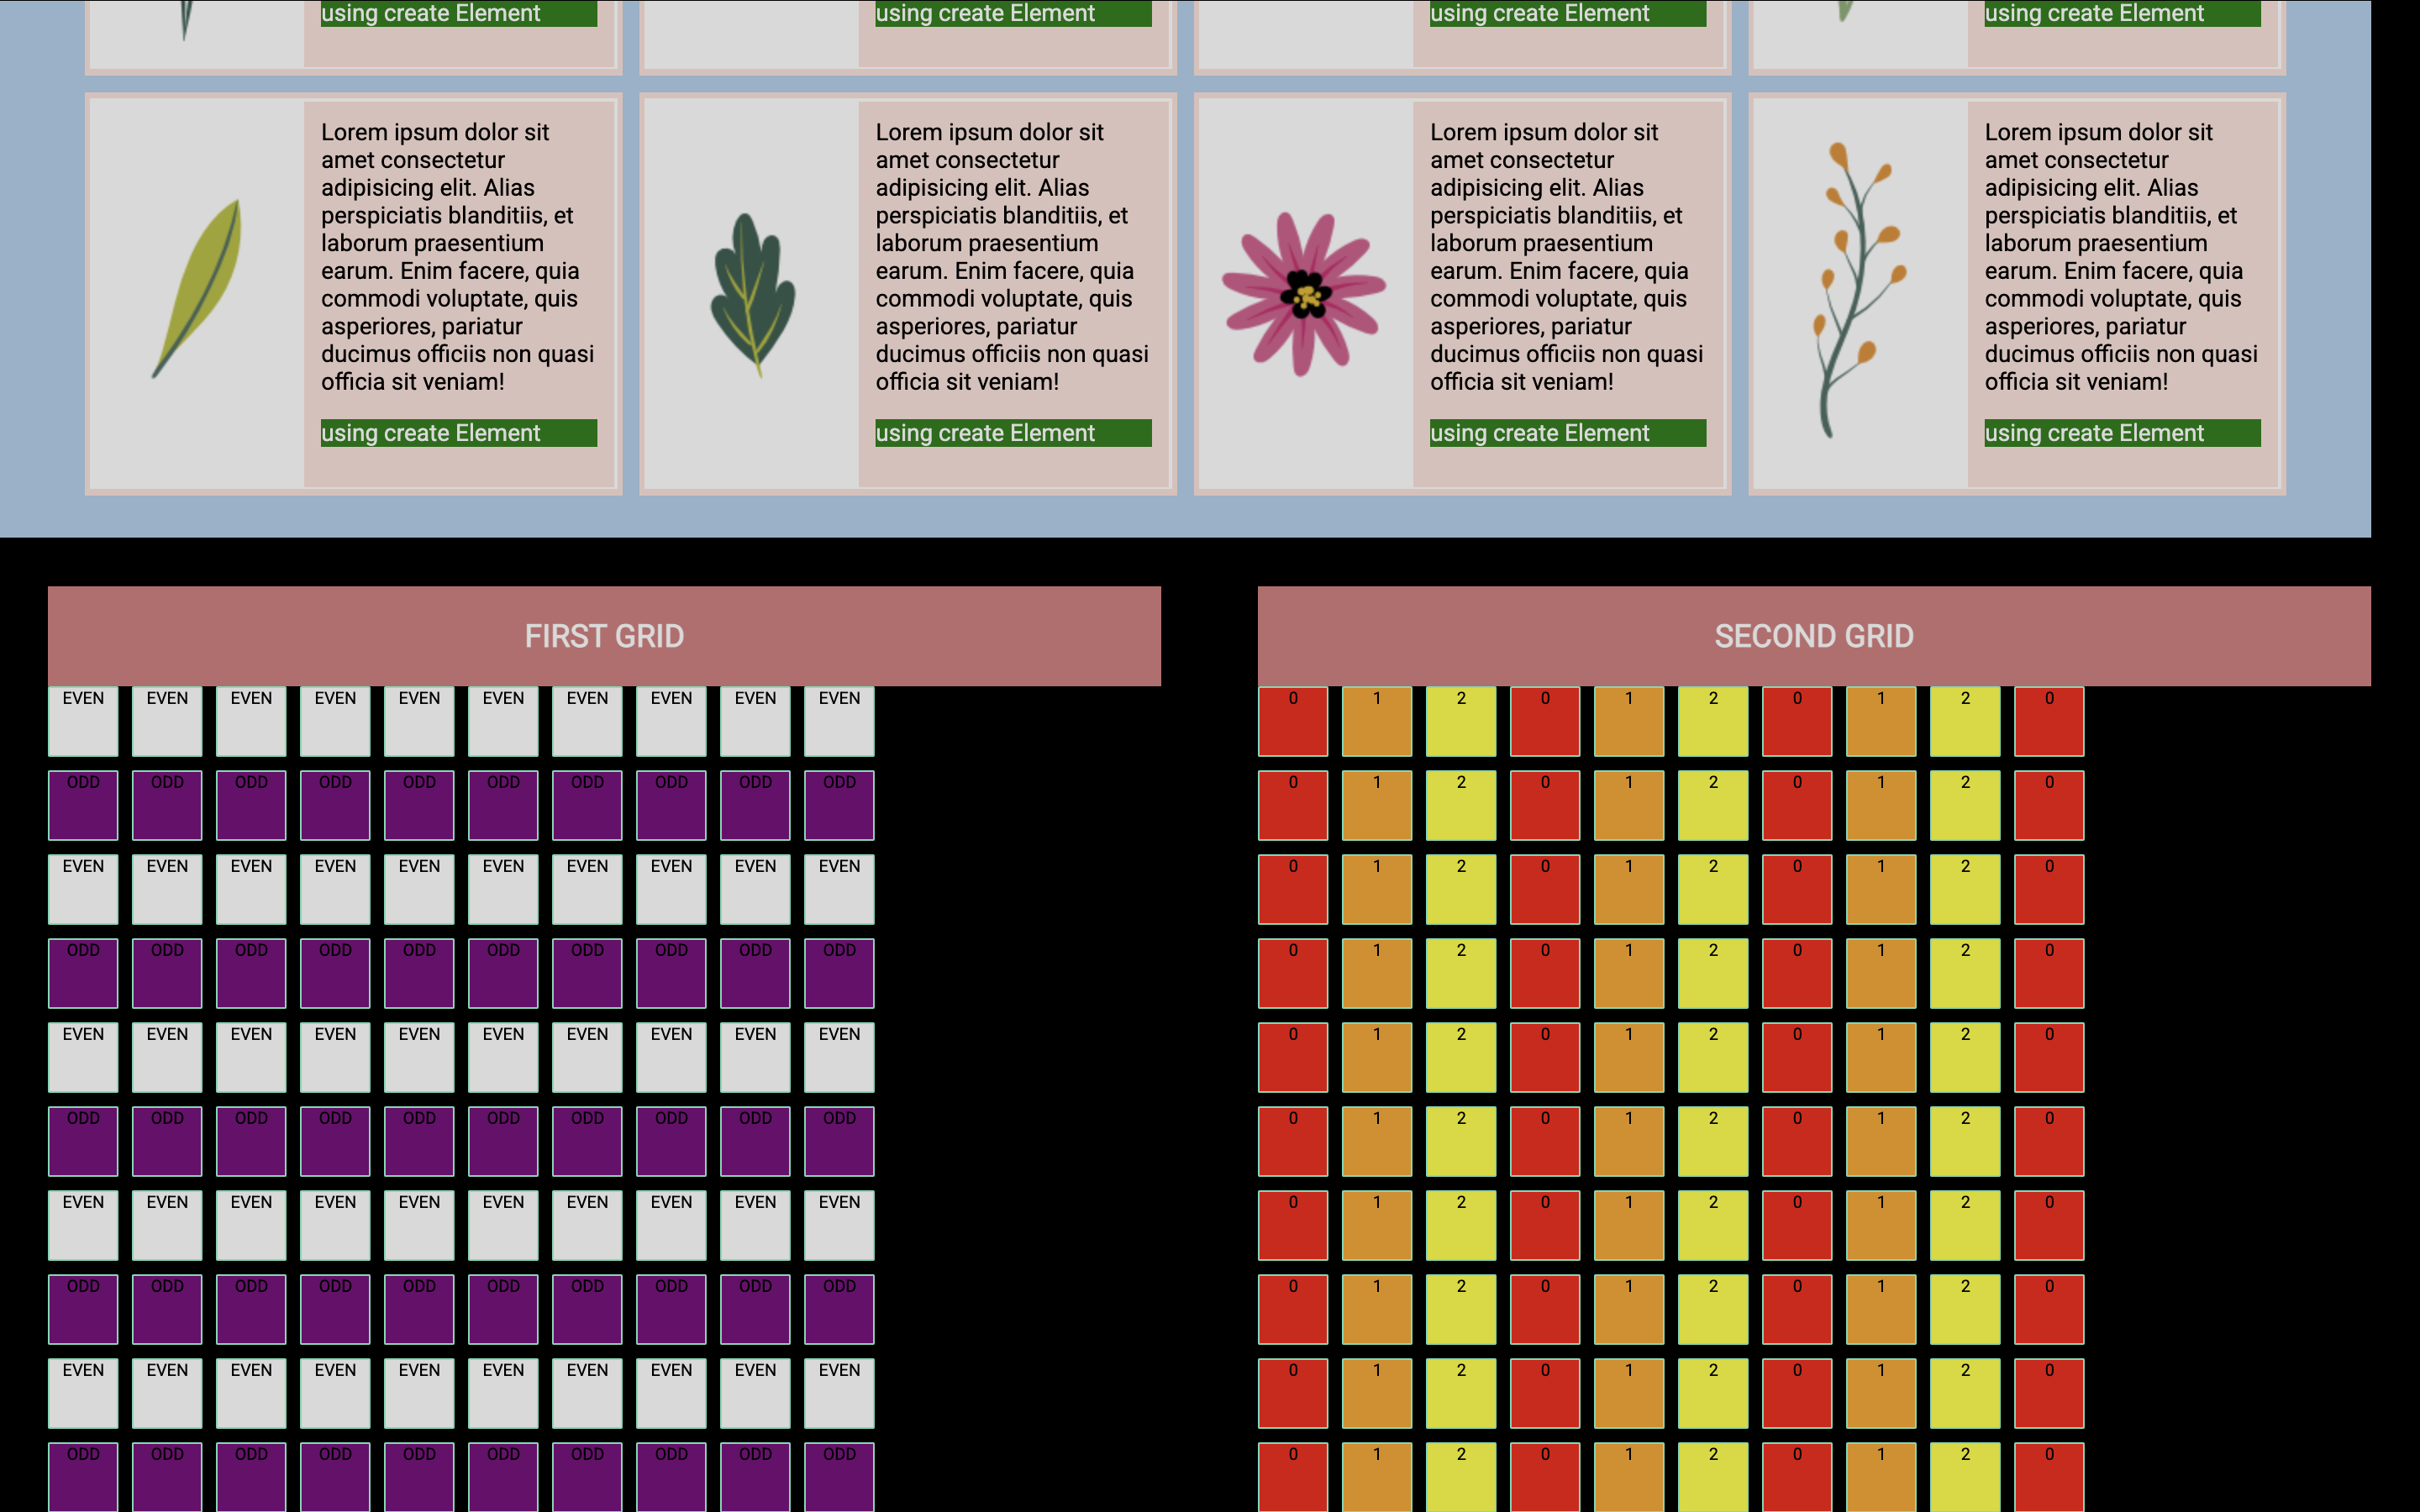 using create Element
using create Element
using create Element
using create Element
Lorem ipsum dolor sit
amet consectetur
adipisicing elit. Alias
perspiciatis blanditiis, et
laborum praesentium
earum. Enim facere, quia
commodi voluptate, quis
asperiores, pariatur
ducimus officiis non quasi
officia sit veniam!
using create Element
Lorem ipsum dolor sit
amet consectetur
adipisicing elit. Alias
perspiciatis blanditiis, et
laborum praesentium
earum. Enim facere, quia
commodi voluptate, quis
asperiores, pariatur
ducimus officiis non quasi
officia sit veniam!
using create Element
Lorem ipsum dolor sit
amet consectetur
adipisicing elit. Alias
perspiciatis blanditiis, et
laborum praesentium
earum. Enim facere, quia
commodi voluptate, quis
asperiores, pariatur
ducimus officiis non quasi
officia sit veniam!
using create Element
Lorem ipsum dolor sit
amet consectetur
adipisicing elit. Alias
perspiciatis blanditiis, et
laborum praesentium
earum. Enim facere, quia
commodi voluptate, quis
asperiores, pariatur
ducimus officiis non quasi
officia sit veniam!
using create Element
FIRST GRID
EVEN EVEN EVEN EVEN EVEN EVEN EVEN EVEN EVEN EVEN
ODD ODD ODD ODD ODD ODD ODD ODD ODD ODD
EVEN EVEN EVEN EVEN EVEN EVEN EVEN EVEN EVEN EVEN
ODD ODD ODD ODD ODD ODD ODD ODD ODD ODD
EVEN EVEN EVEN EVEN EVEN EVEN EVEN EVEN EVEN EVEN
ODD ODD ODD ODD ODD ODD ODD ODD ODD ODD
EVEN EVEN EVEN EVEN EVEN EVEN EVEN EVEN EVEN EVEN
ODD ODD ODD ODD ODD ODD ODD ODD ODD ODD
EVEN EVEN EVEN EVEN EVEN EVEN EVEN EVEN EVEN EVEN
ODD ODD ODD ODD ODD ODD ODD ODD ODD ODD
SECOND GRID
0 1 2 0 1 2 0 1 2 0
0 1 2 0 1 2 0 1 2 0
0 1 2 0 1 2 0 1 2 0
0 1 2 0 1 2 0 1 2 0
0 1 2 0 1 2 0 1 2 0
0 1 2 0 1 2 0 1 2 0
0 1 2 0 1 2 0 1 2 0
0 1 2 0 1 2 0 1 2 0
0 1 2 0 1 2 0 1 2 0
0 1 2 0 1 2 0 1 2 0